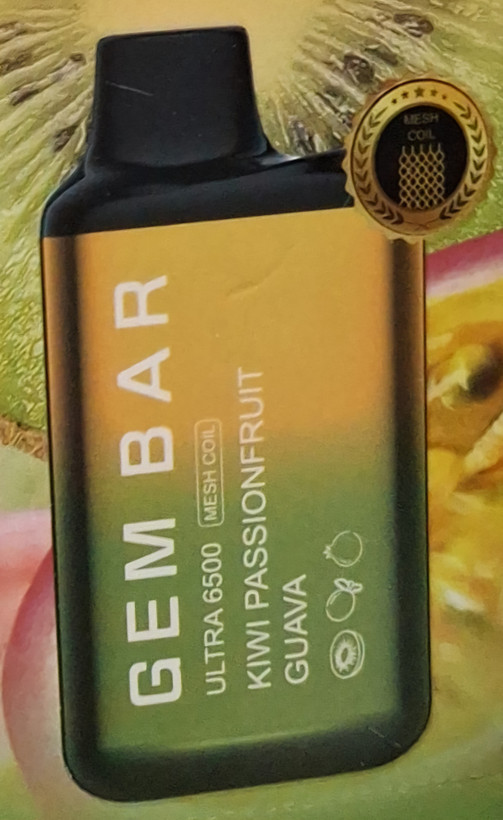 MESH
COIL
GEM BAR
ULTRA 6500 MESH COIL
KIWI PASSIONFRUIT
GUAVA